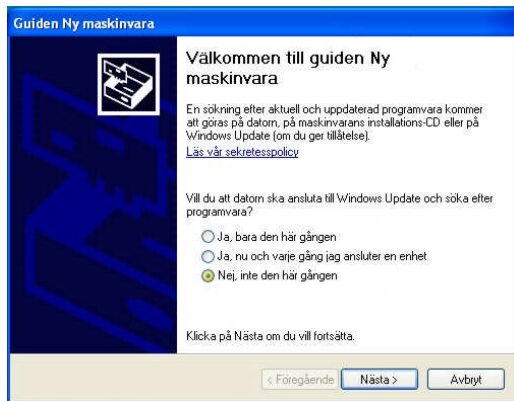 Guiden Ny maskinvara
Välkommen till guiden Ny
maskinvara
En sökning efter aktuell och uppdaterad programvara kommer
att göras på datorn, på maskinvarans installations-CD eller på
Windows Update (om du ger tillåtelse).
Läs vår sekretesspolicy
Vill du att datorn ska ansluta till Windows Update och söka efter
programvara?
Ja, bara den här gången
Ja, nu och varje gång jag ansluter en enhet
Nej, inte den här gången
Klicka på Nästa om du vill fortsätta.
< Föregående Nästa > Avbryt